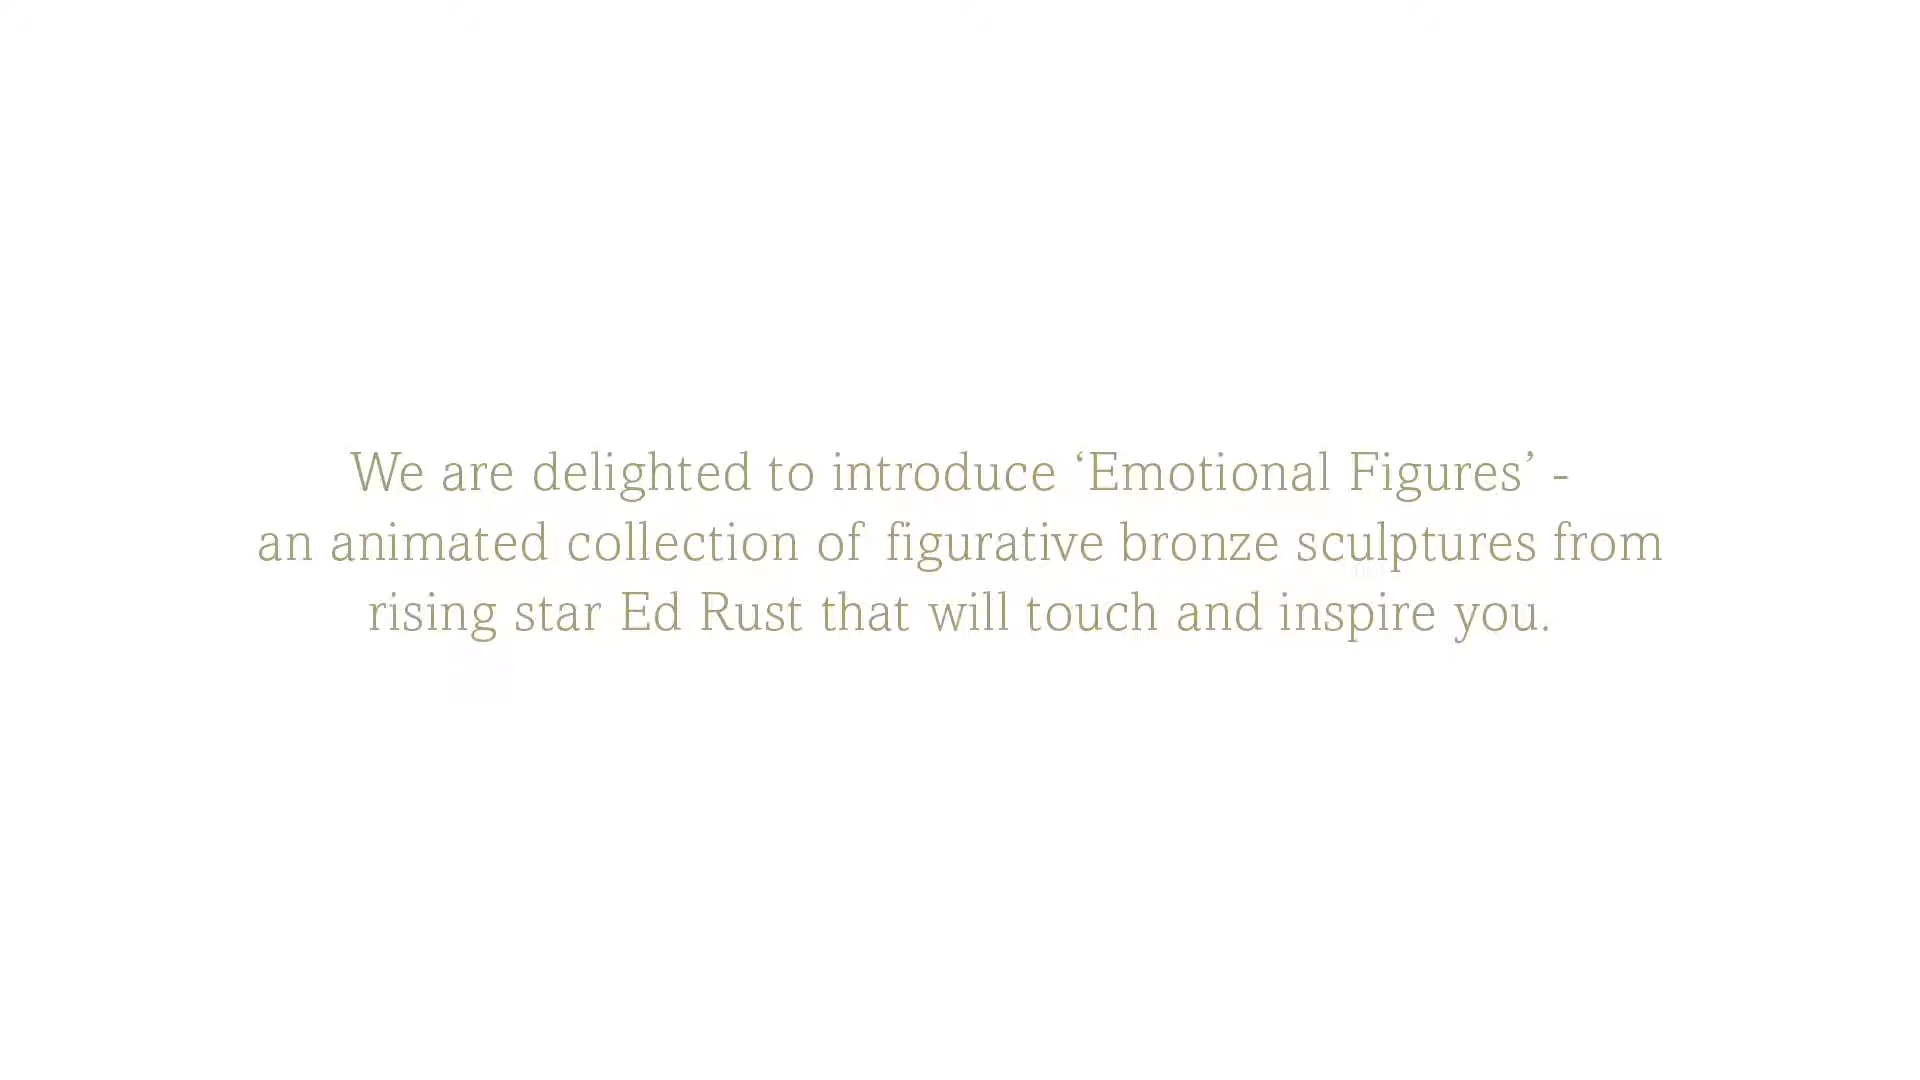 We are delighted to introduce ‘Emotional Figures’ -
an animated collection of figurative bronze sculptures from
rising star Ed Rust that will touch and inspire you.